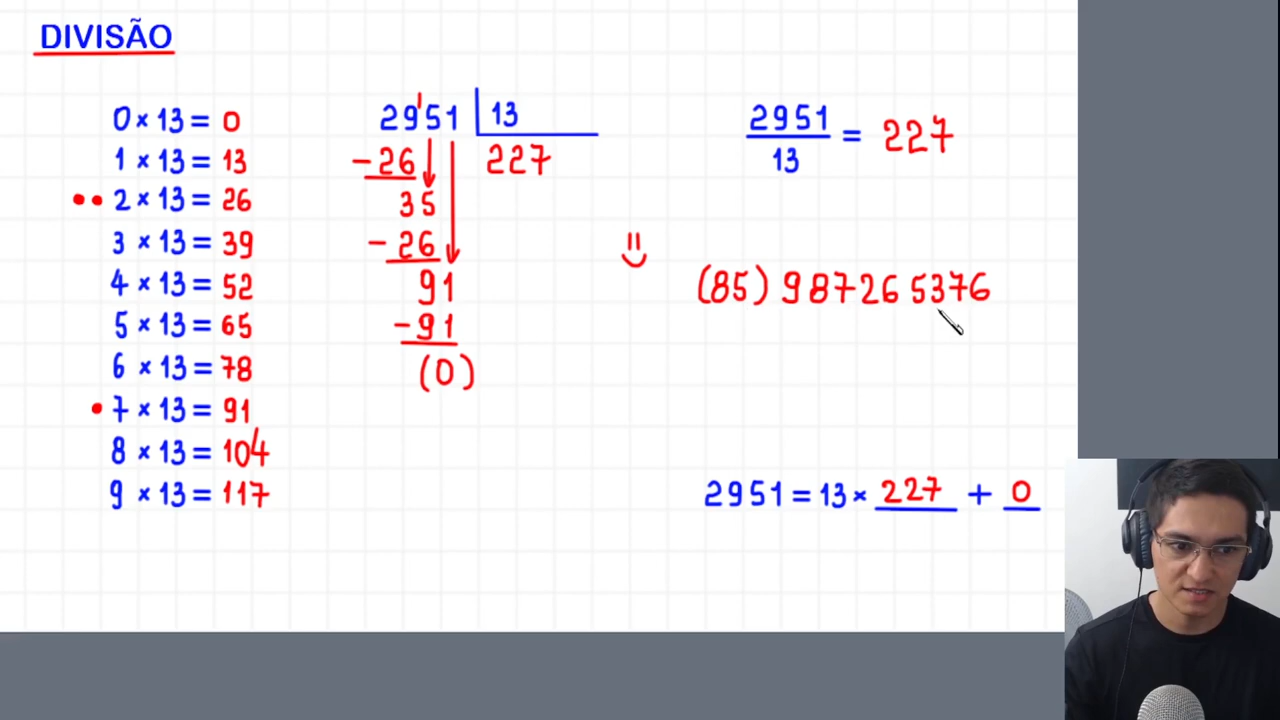 DIVISÃO
0 × 13 = 0
1 × 13 = 13
2 × 13 = 26
3 × 13 = 39
4 × 13 = 52
5 × 13 = 65
6 × 13 = 78
7 × 13 = 91
8 × 13 = 104
9 × 13 = 117
2951 13
-26 227
35
-26
91
-91
(0)
2951
13
= 227
(85) 98726 5376
2951 = 13 × 227 + 0